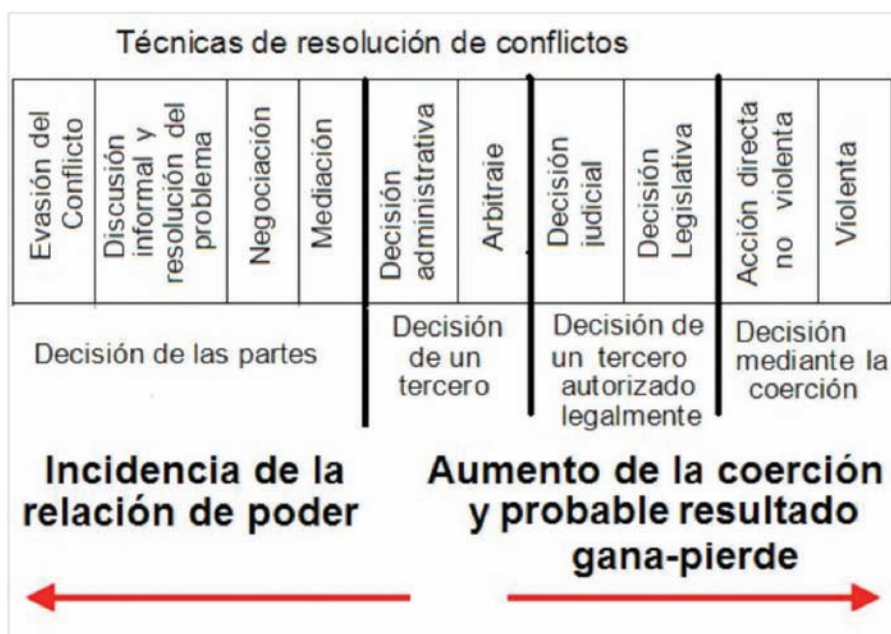 Técnicas de resolución de conflictos
Evasión del
Conflicto
Discusión
informal y
resolución del
problema
Negociación
Mediación
Decisión
administrativa
Arbitraie
Decisión
judicial
Decisión
Legislativa
Acción directa
no violenta
Violenta
Decisión de las partes
Decisión
de un
tercero
Decisión de
un tercero
autorizado
legalmente
Decisión
mediante la
coerción
Incidencia de la
relación de poder
Aumento de la coerción
y probable resultado
gana-pierde